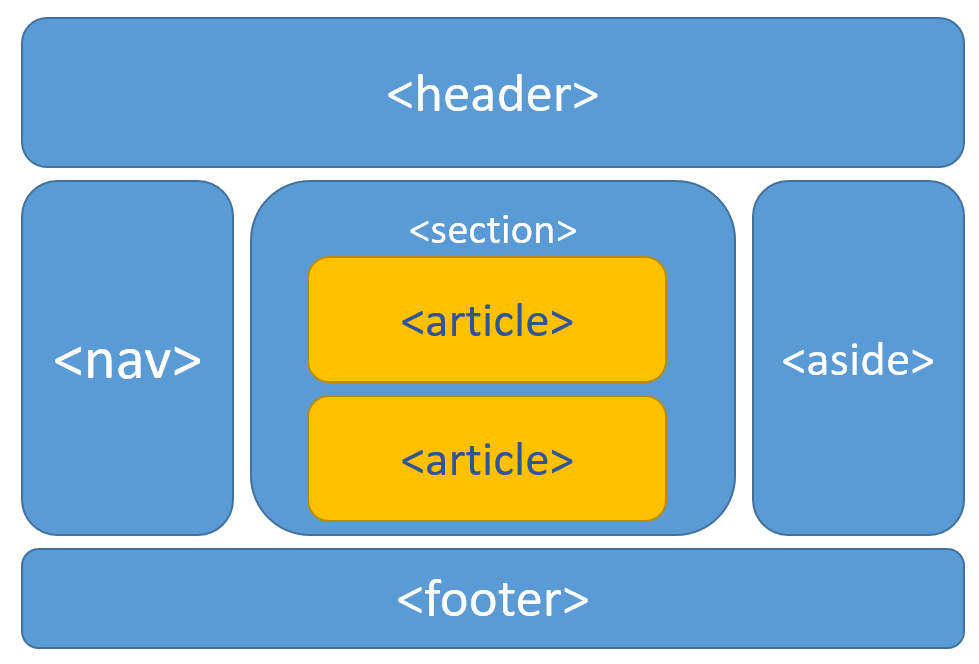 <header>
<nav>
<section>
<article>
<article>
<aside>
<footer>